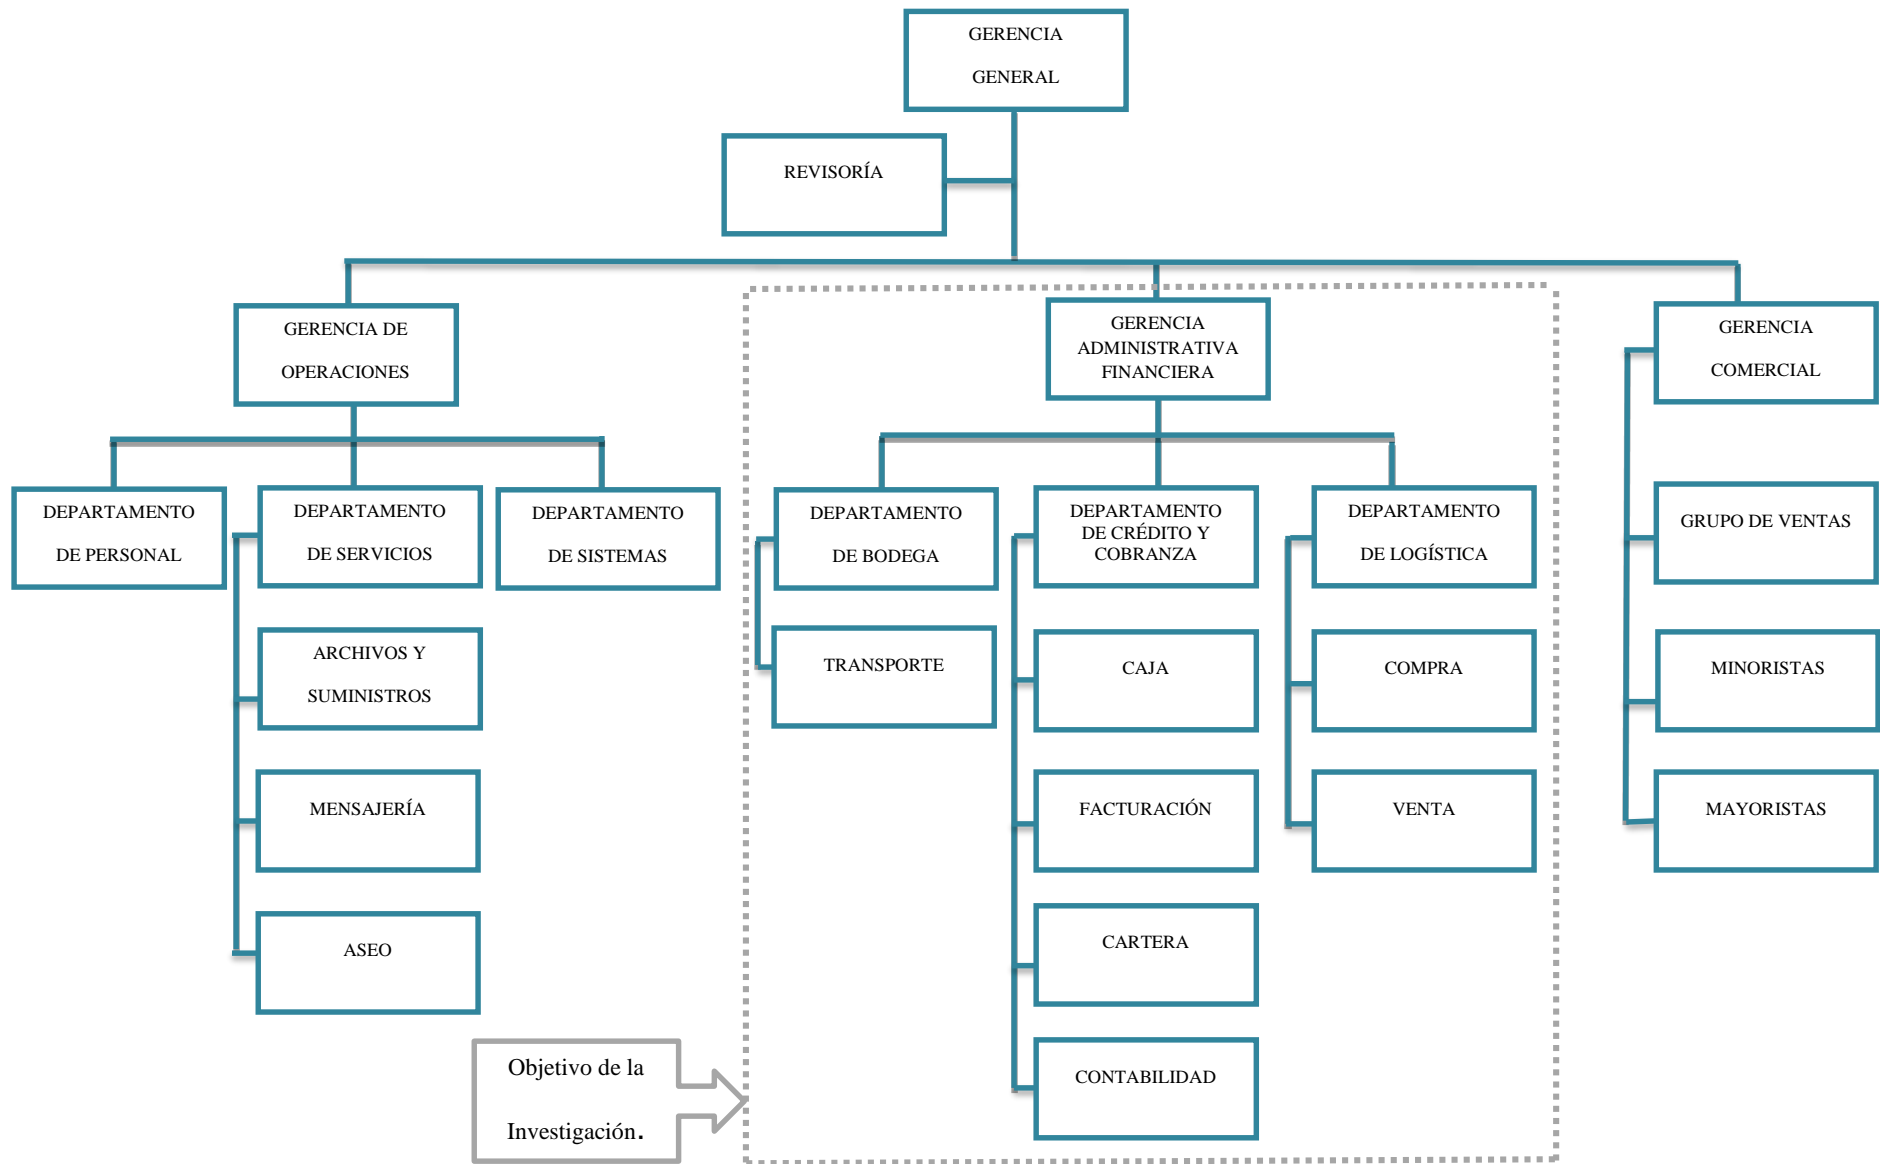 GERENCIA
GENERAL
REVISORÍA
GERENCIA DE
OPERACIONES
GERENCIA
ADMINISTRATIVA
FINANCIERA
GERENCIA
COMERCIAL
DEPARTAMENTO
DE PERSONAL
DEPARTAMENTO
DE SERVICIOS
DEPARTAMENTO
DE SISTEMAS
DEPARTAMENTO
DE BODEGA
DEPARTAMENTO
DE CRÉDITO Y
COBRANZA
DEPARTAMENTO
DE LOGÍSTICA
GRUPO DE VENTAS
ARCHIVOS Y
SUMINISTROS
TRANSPORTE
CAJA
COMPRA
MINORISTAS
MENSAJERÍA
FACTURACIÓN
VENTA
MAYORISTAS
ASEO
CARTERA
CONTABILIDAD
Objetivo de la
Investigación.